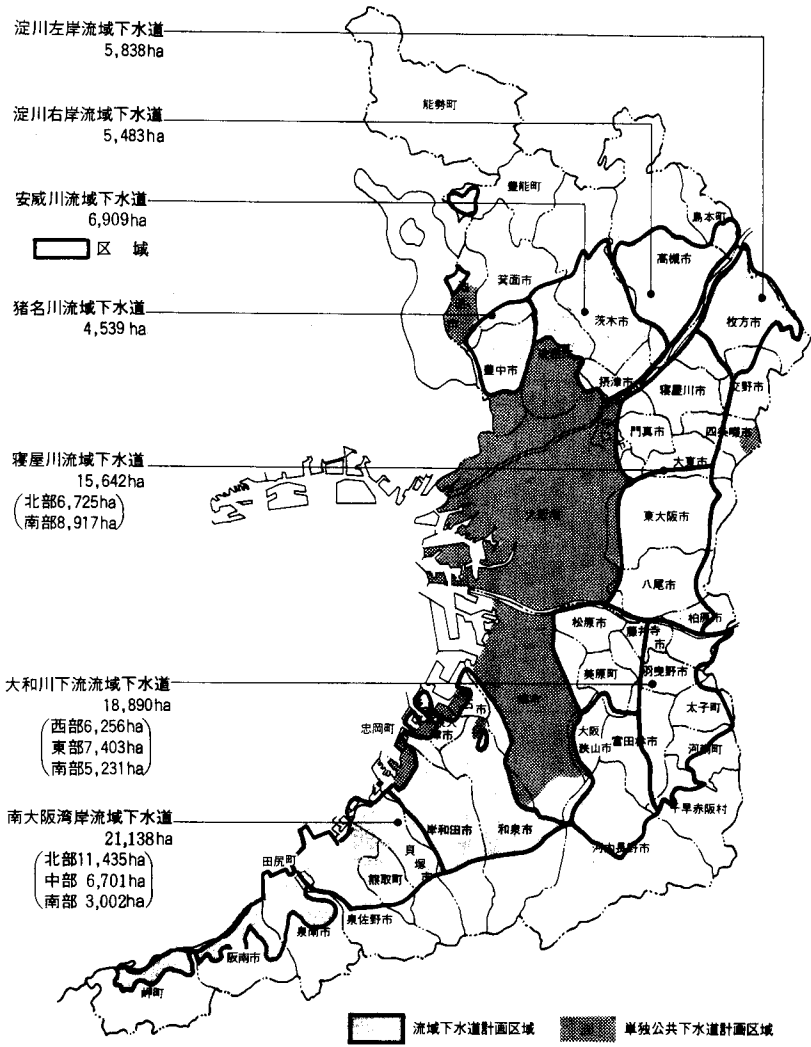 淀川左岸流域下水道
5,838ha
淀川右岸流域下水道
5,483ha
安威川流域下水道
6,909ha
区 域
猪名川流域下水道
4,539 ha
寝屋川流域下水道
15,642ha
(北部6,725ha
南部8,917ha)
大和川下流流域下水道
18,890ha
(西部6,256ha
東部7,403ha
南部5,231ha)
南大阪湾岸流域下水道
21,138ha
(北部11,435ha
中部 6,701ha
南部 3,002ha)
能勢町
豊能町
島本町
高槻市
箕面市
茨木市
枚方市
豊中市
摂津市
寝屋川市
交野市
門真市
四条畷市
大東市
東大阪市
八尾市
柏原市
松原市
藤井寺市
美原町
羽曳野市
太子町
大阪狭山市
富田林市
河南町
千早赤阪村
河内長野市
忠岡町
岸和田市
和泉市
貝塚市
熊取町
田尻町
泉佐野市
泉南市
阪南市
岬町
流域下水道計画区域
単独公共下水道計画区域